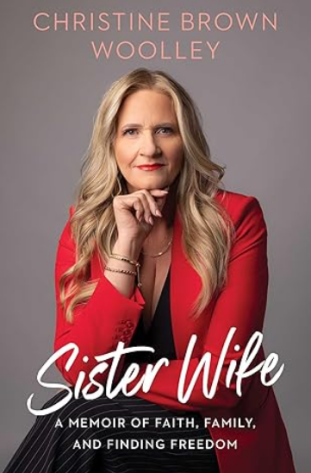 CHRISTINE BROWN
WOOLLEY
Sister Wife
A MEMOIR OF FAITH, FAMILY,
AND FINDING FREEDOM